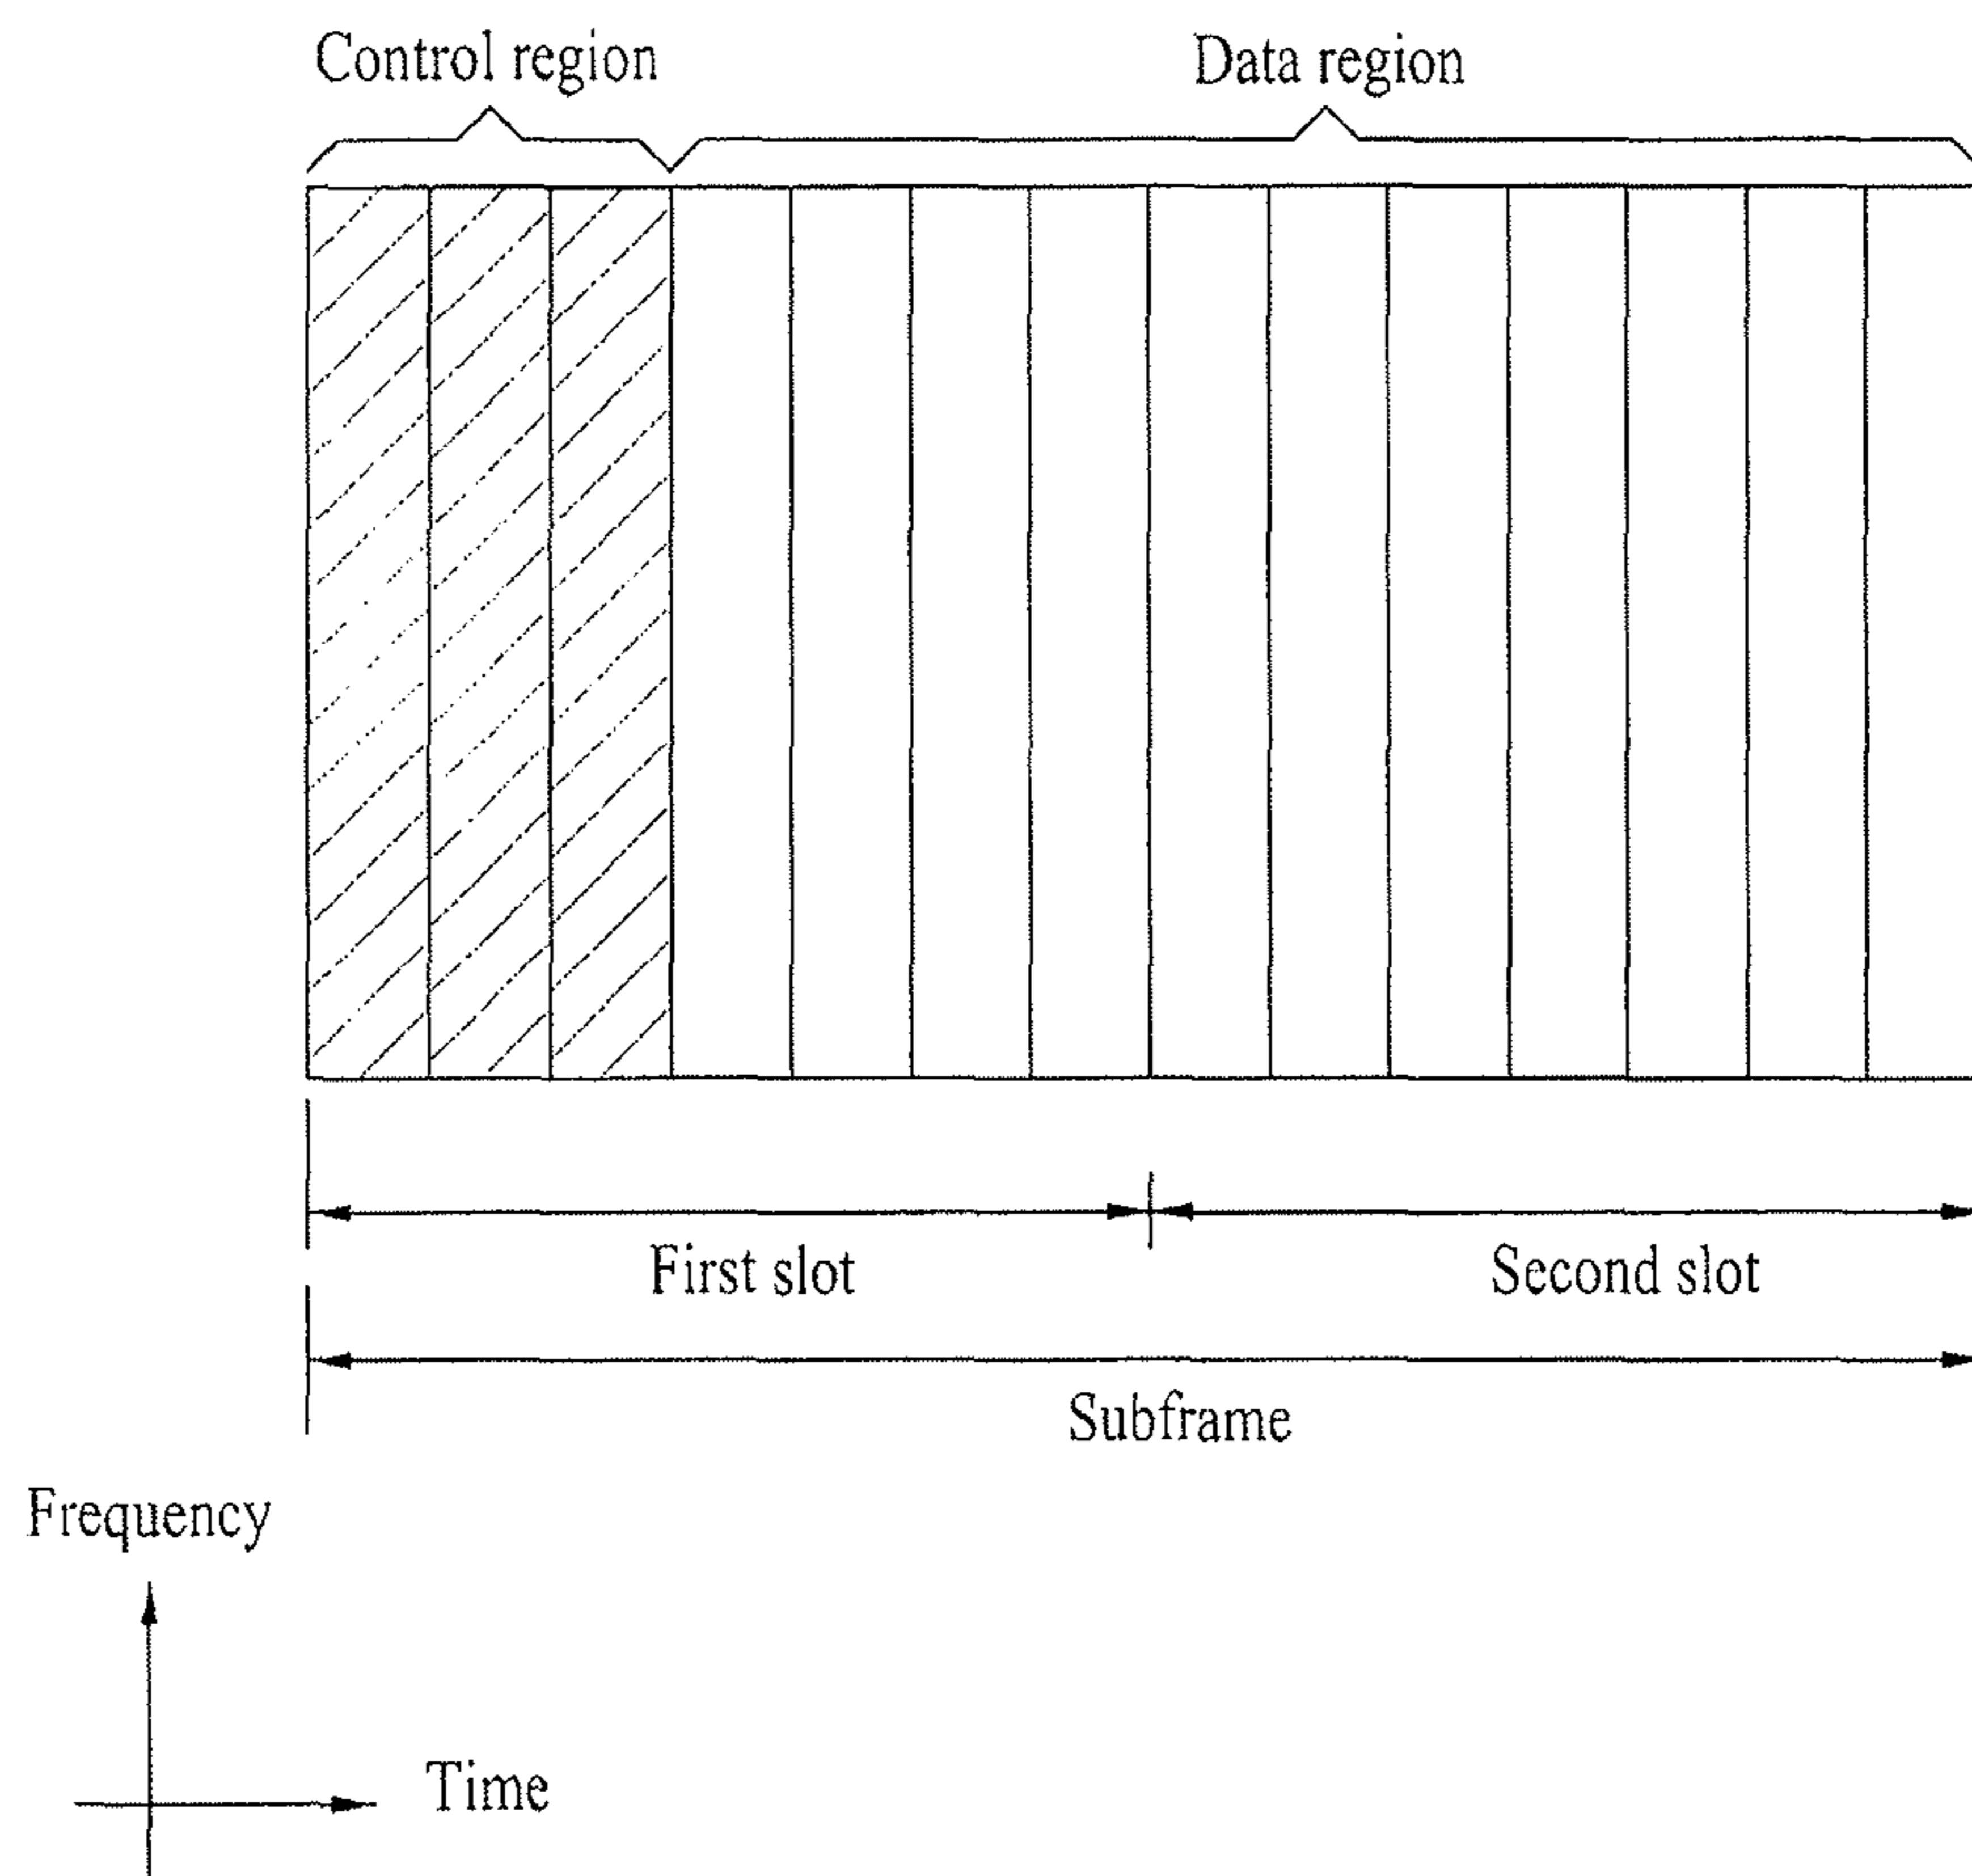 Control region
Data region
First slot
Second slot
Subframe
Frequency
Time